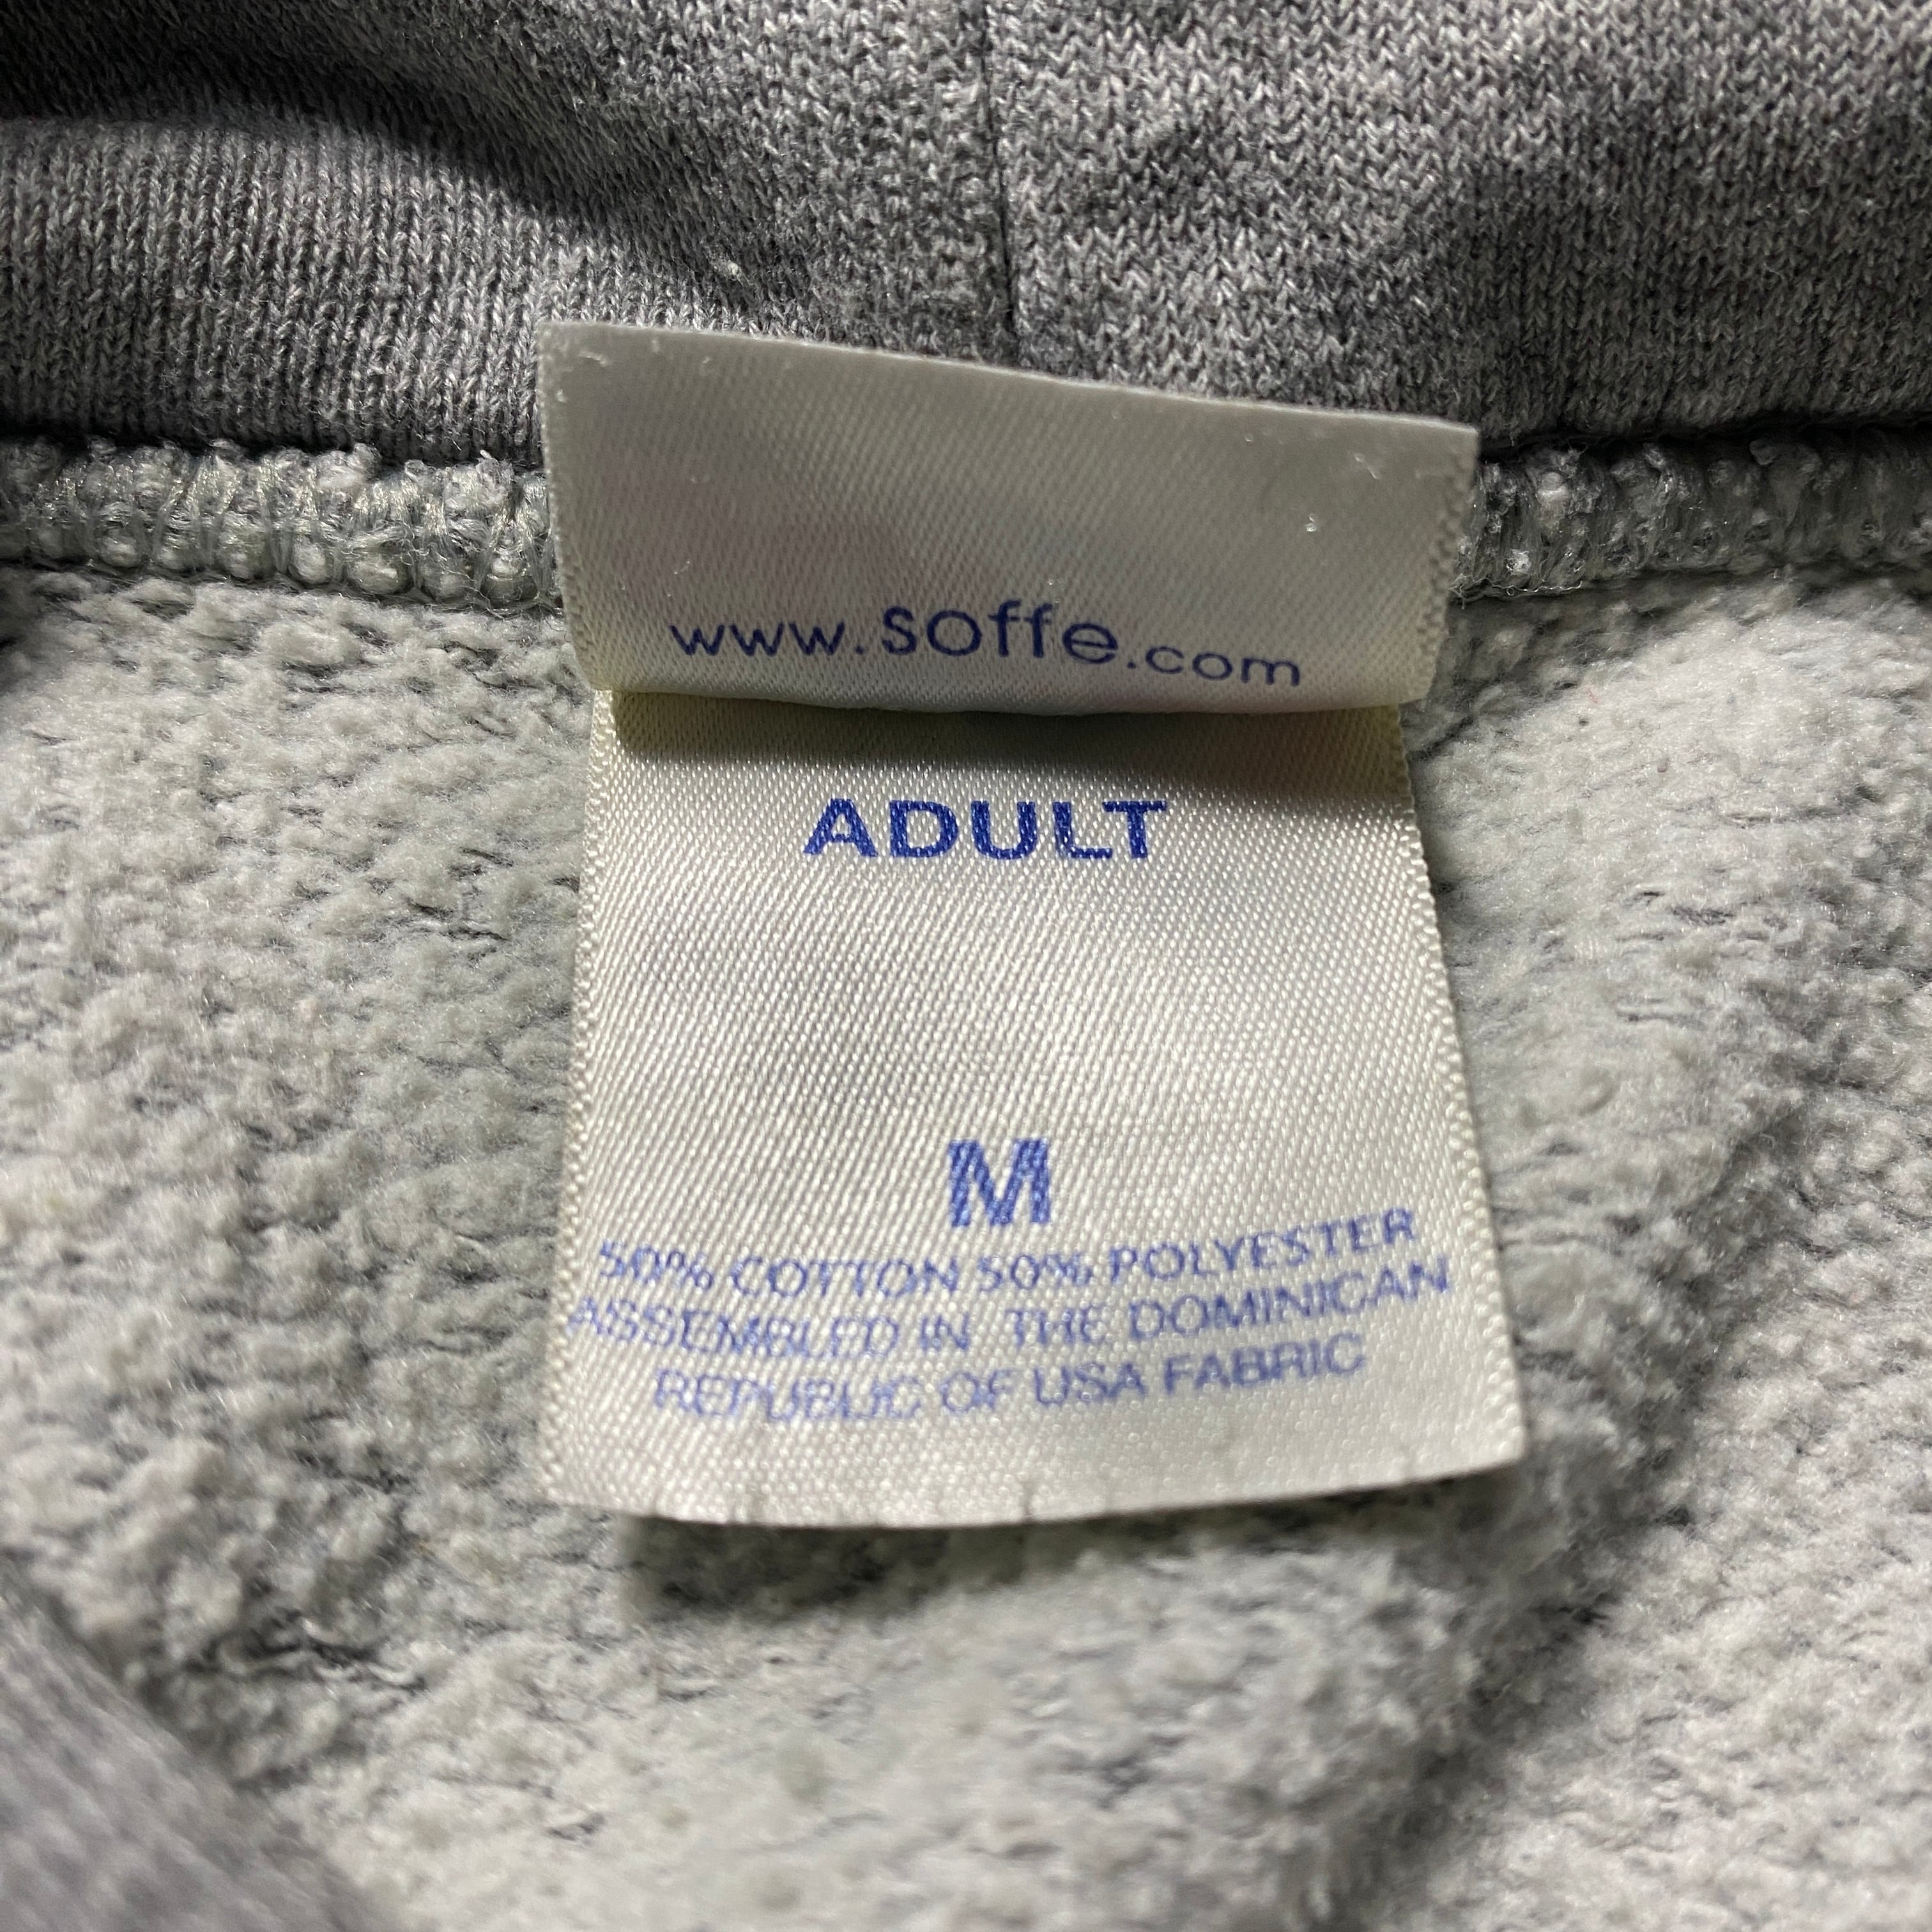 www.soffe.com
ADULT
M
50% COTTON 50% POLYESTER
ASSEMBLED IN THE DOMINICAN
REPUBLIC OF USA FABRIC